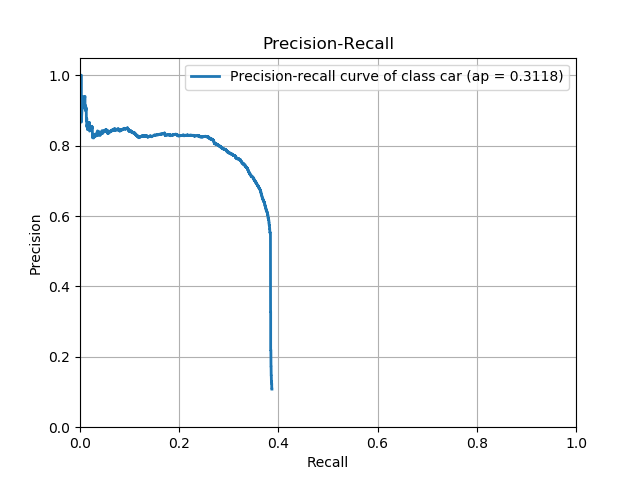 Precision-Recall
Precision-recall curve of class car (ap = 0.3118)
1.0
0.8
0.6
0.4
0.2
0.0
Precision
0.0 0.2 0.4 0.6 0.8 1.0
Recall